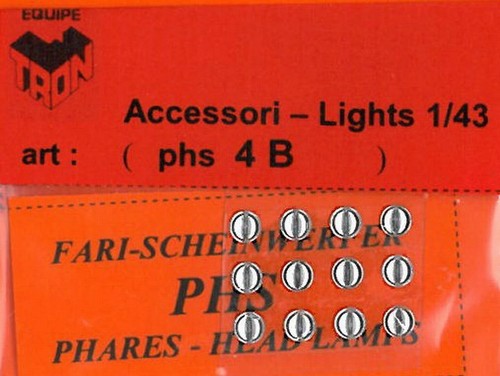 EQUIPE
TRON
Accessori – Lights 1/43
art : ( phs 4 B )
FARI-SCHEINWERFER
PHS
PHARES - HEAD LAMPS